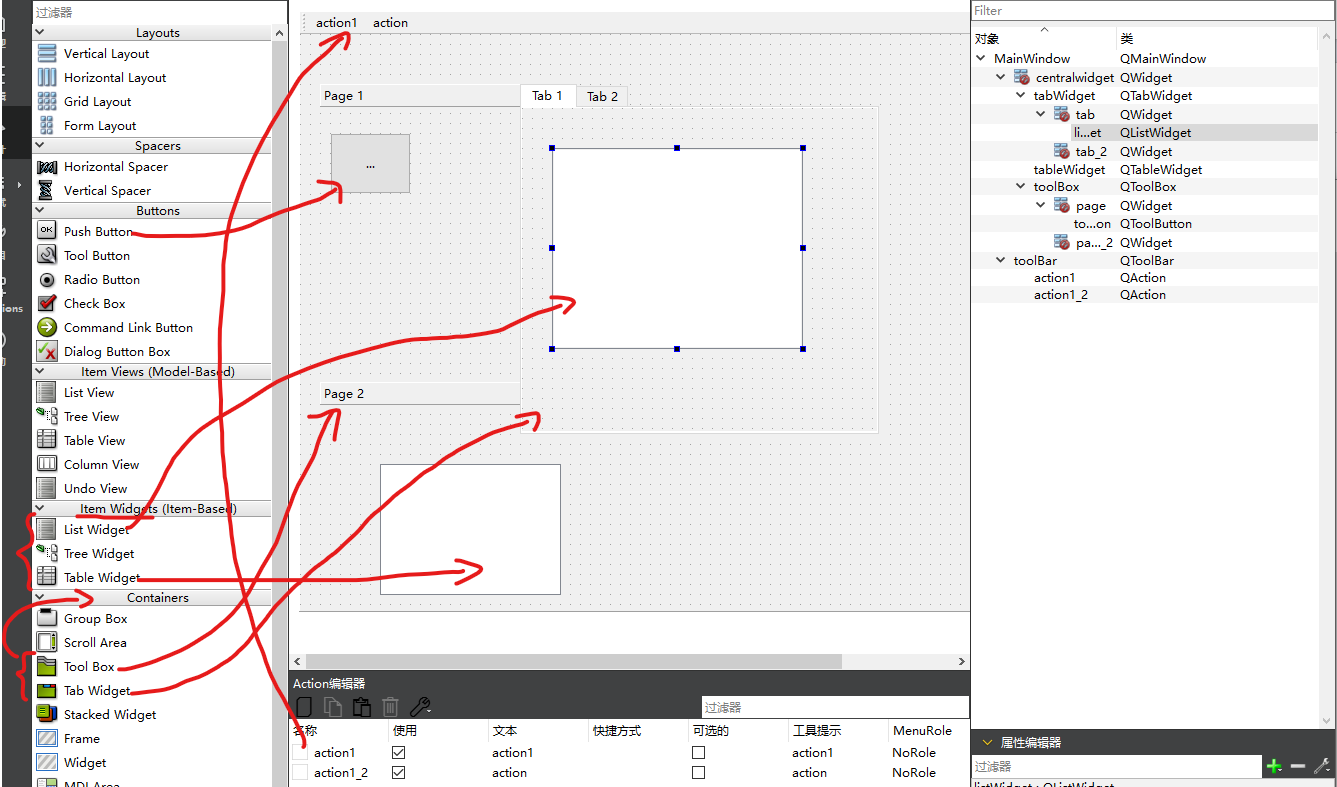 过滤器
Layouts
Vertical Layout
Horizontal Layout
Grid Layout
Form Layout
Spacers
Horizontal Spacer
Vertical Spacer
Buttons
OK
Push Button
Tool Button
Radio Button
Check Box
Command Link Button
Dialog Button Box
Item Views (Model-Based)
List View
Tree View
Table View
Column View
Undo View
Item Widgets (Item-Based)
List Widget
Tree Widget
Table Widget
Containers
Group Box
Scroll Area
Tool Box
Tab Widget
Stacked Widget
Frame
Widget
MDI Area
ions
action1 action
Page 1
Tab 1 Tab 2
...
Page 2
Action编辑器
过滤器
名称 使用 文本 快捷方式 可选的 工具提示 MenuRole
action1 action1 action1 NoRole
action1_2 action action NoRole
Filter
对象 类
MainWindow QMainWindow
centralwidget QWidget
tabWidget QTabWidget
tab QWidget
li...et QListWidget
tab_2 QWidget
tableWidget QTableWidget
toolBox QToolBox
page QWidget
to...on QToolButton
pa..._2 QWidget
toolBar QToolBar
action1 QAction
action1_2 QAction
属性编辑器
过滤器
listWidget : QListWidget